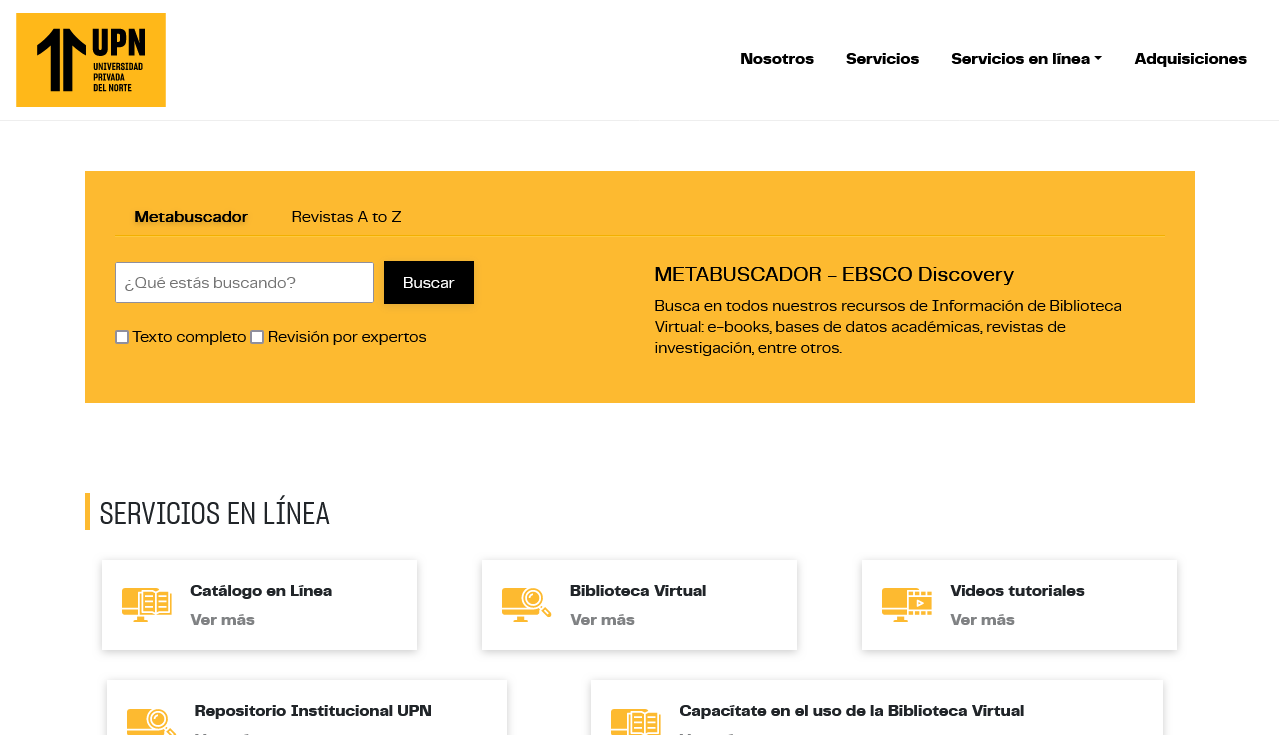 UPN
UNIVERSIDAD
PRIVADA
DEL NORTE
Nosotros
Servicios
Servicios en línea
Adquisiciones
Metabuscador
Revistas A to Z
¿Qué estás buscando?
Buscar
Texto completo
Revisión por expertos
METABUSCADOR - EBSCO Discovery
Busca en todos nuestros recursos de Información de Biblioteca
Virtual: e-books, bases de datos académicas, revistas de
investigación, entre otros.
SERVICIOS EN LÍNEA
Catálogo en Línea
Ver más
Biblioteca Virtual
Ver más
Videos tutoriales
Ver más
Repositorio Institucional UPN
Capacítate en el uso de la Biblioteca Virtual